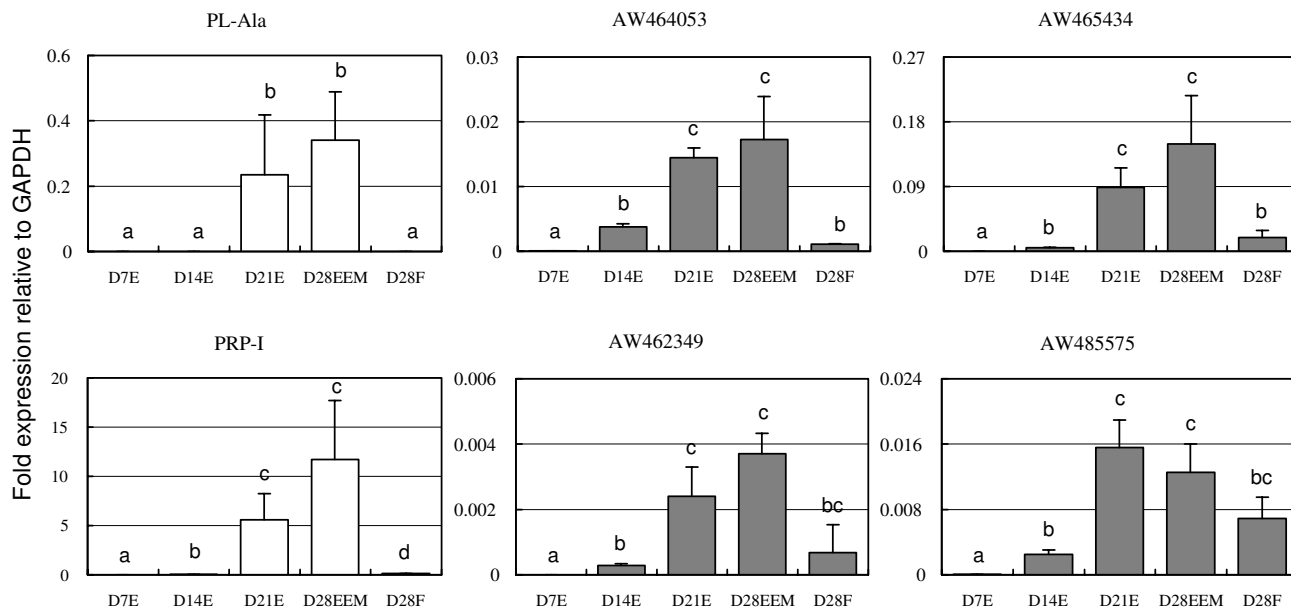 PL-Ala
AW464053
AW465434
Fold expression relative to GAPDH
0.6
0.4
0.2
0
a
a
b
b
a
D7E
D14E
D21E
D28EEM
D28F
0.03
0.02
0.01
0
a
b
c
c
b
D7E
D14E
D21E
D28EEM
D28F
0.27
0.18
0.09
0
a
b
c
c
b
D7E
D14E
D21E
D28EEM
D28F
PRP-I
AW462349
AW485575
20
15
10
5
0
a
b
c
c
d
D7E
D14E
D21E
D28EEM
D28F
0.006
0.004
0.002
0
a
b
c
c
bc
D7E
D14E
D21E
D28EEM
D28F
0.024
0.016
0.008
0
a
b
c
c
bc
D7E
D14E
D21E
D28EEM
D28F